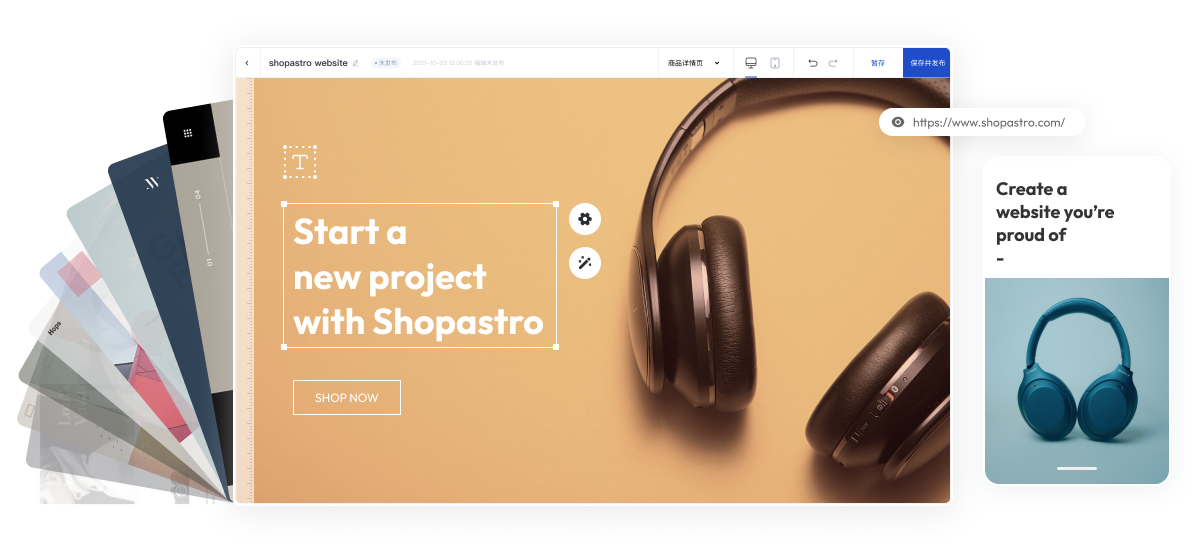 shopastro website
未发布
2021-10-03 12:00:32 编辑未发布
商品详情页
暂存
保存并发布
https://www.shopastro.com/
T
Start a
new project
with Shopastro
SHOP NOW
Create a
website you’re
proud of
-
Hops
04
01